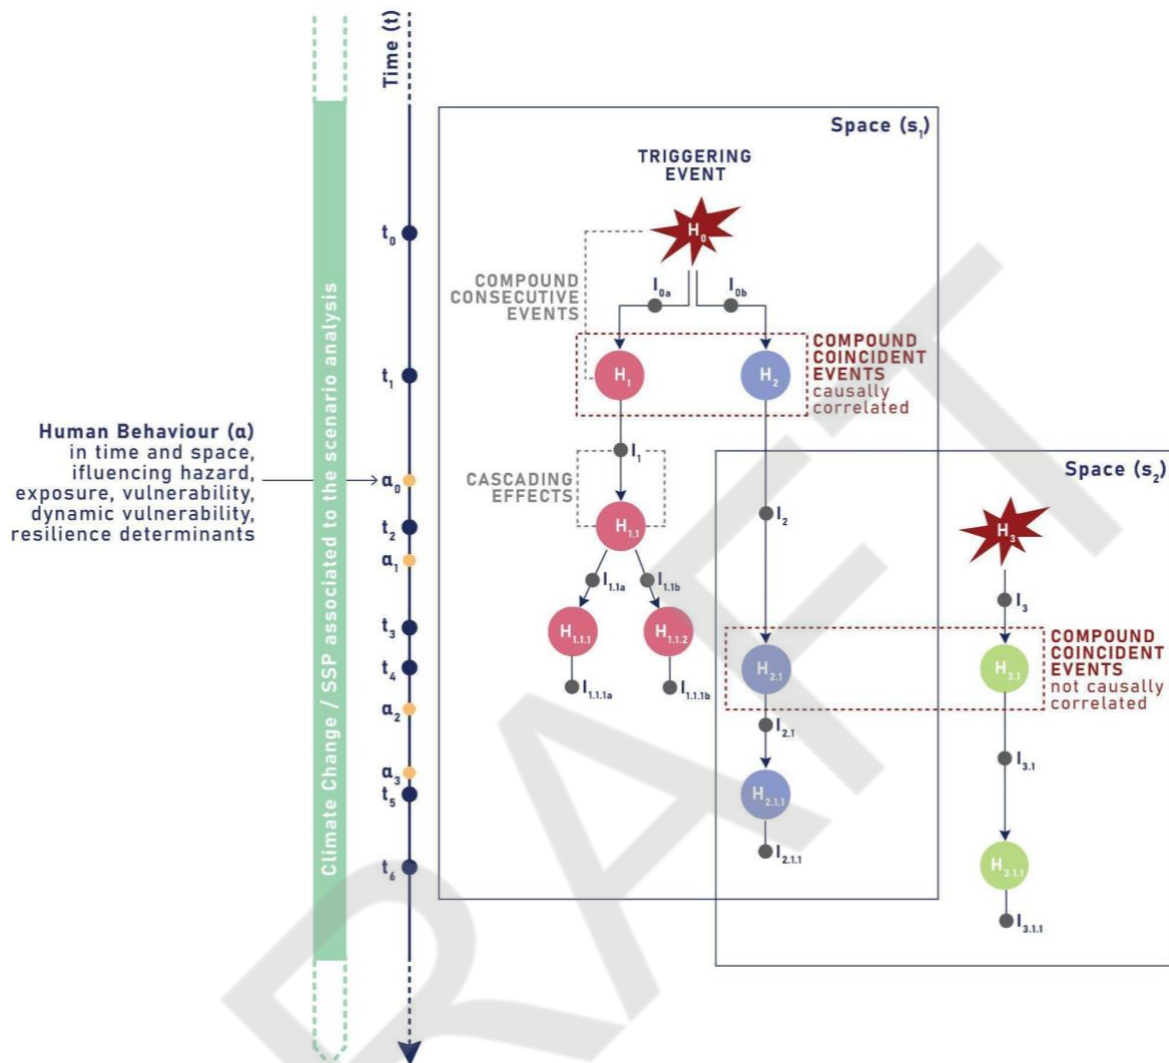 Time (t)
Climate Change / SSP associated to the scenario analysis
Space (s₁)
TRIGGERING
EVENT
t₀
H₀
COMPOUND
CONSECUTIVE
EVENTS
I₀ₐ
I₀b
COMPOUND
COINCIDENT
EVENTS
causally
correlated
t₁
H₁
H₂
Human Behaviour (α)
in time and space,
ifluencing hazard,
exposure, vulnerability,
dynamic vulnerability,
resilience determinants
I₁
CASCADING
EFFECTS
Space (s₂)
α₀
t₂
H₁.₁
I₂
H₃
α₁
I₁.₁ₐ
I₁.₁b
I₃
t₃
H₁.₁.₁
H₁.₁.₂
COMPOUND
COINCIDENT
EVENTS
not causally
correlated
t₄
H₂.₁
H₃.₁
I₁.₁.₁ₐ
I₁.₁.₁b
α₂
I₂.₁
I₃.₁
α₃
t₅
H₂.₁.₁
I₂.₁.₁
t₆
H₃.₁.₁
I₃.₁.₁
DRAFT